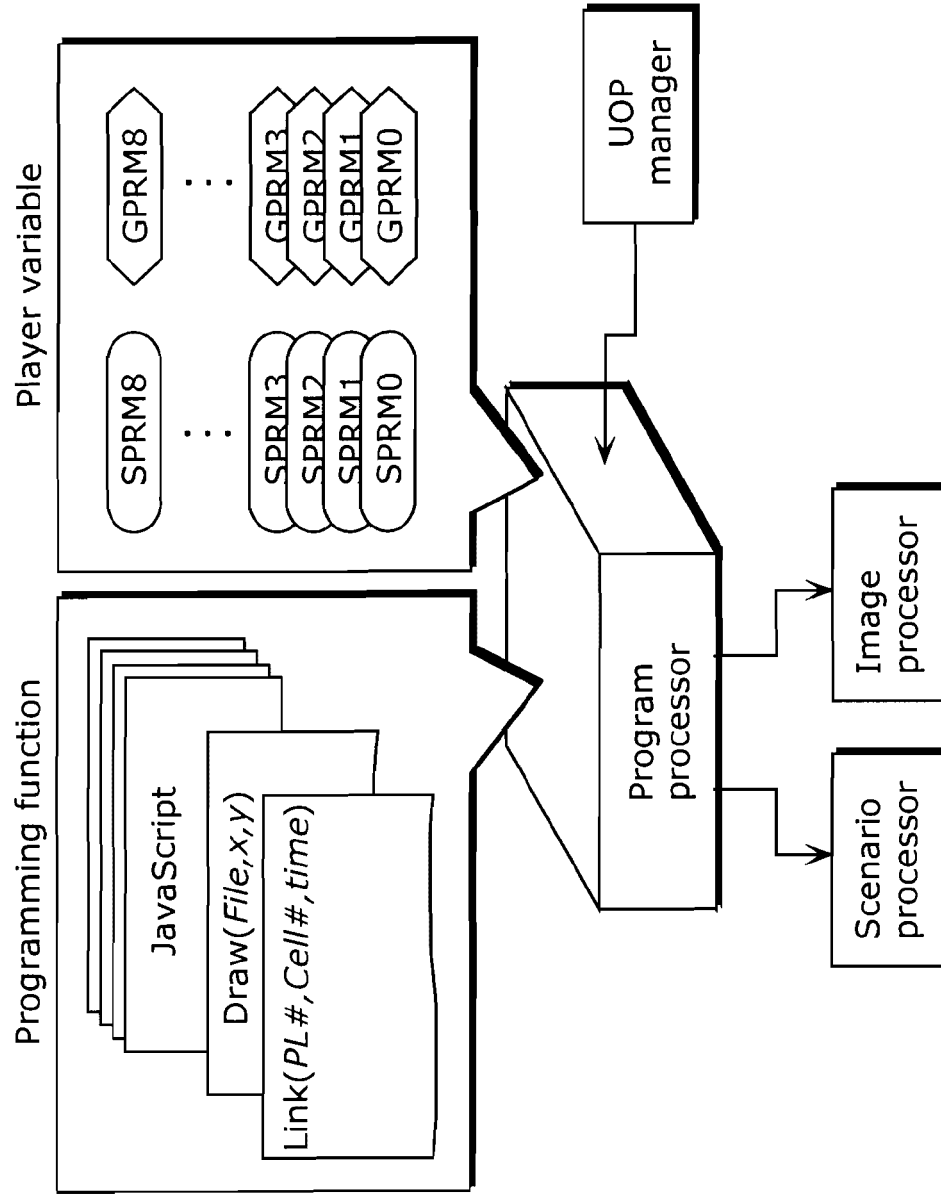 Programming function
JavaScript
Draw(File,x,y)
Link(PL#,Cell#,time)
Player variable
SPRM8
...
SPRM3
SPRM2
SPRM1
SPRM0
GPRM8
...
GPRM3
GPRM2
GPRM1
GPRM0
Program
processor
UOP
manager
Scenario
processor
Image
processor